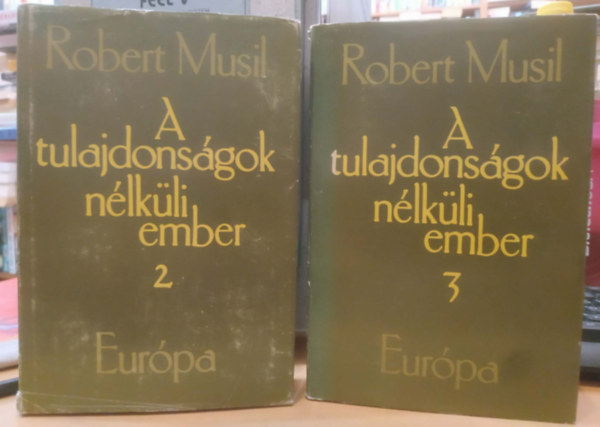 Robert Musil
A
tulajdonságok
nélküli
ember
2
Európa
Robert Musil
A
tulajdonságok
nélküli
ember
3
Európa